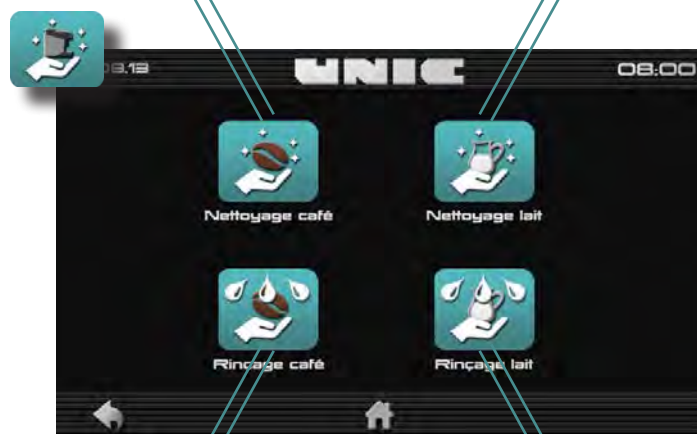 UNIC
08:00
Nettoyage café
Nettoyage lait
Rinçage café
Rinçage lait